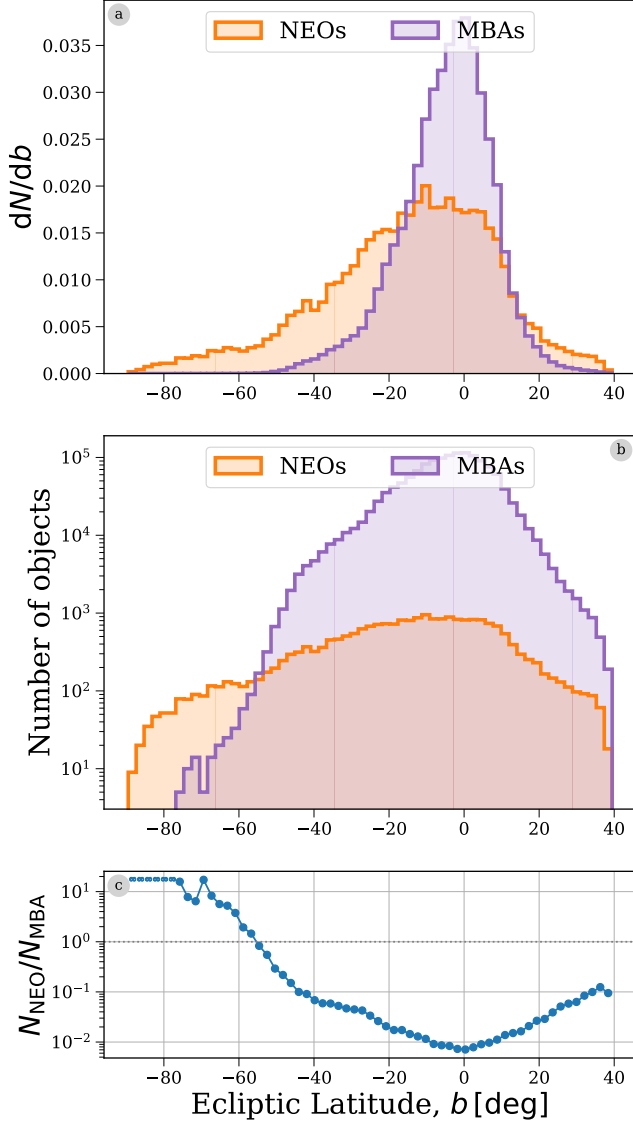 a
NEOs MBAs
0.035
0.030
0.025
0.020
0.015
0.010
0.005
0.000
dN/db
−80 −60 −40 −20 0 20 40
b
NEOs MBAs
10^5
10^4
10^3
10^2
10^1
Number of objects
−80 −60 −40 −20 0 20 40
c
10^1
10^0
10^−1
10^−2
N_NEO/N_MBA
−80 −60 −40 −20 0 20 40
Ecliptic Latitude, b [deg]